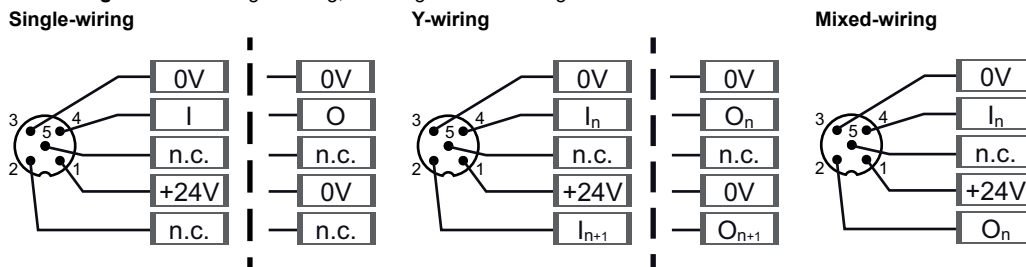 Single-wiring
Y-wiring
Mixed-wiring
3
4
5
2
1
0V
I
n.c.
+24V
n.c.
0V
O
n.c.
0V
n.c.
3
4
5
2
1
0V
Iₙ
n.c.
+24V
Iₙ₊₁
0V
Oₙ
n.c.
0V
Oₙ₊₁
3
4
5
2
1
0V
Iₙ
n.c.
+24V
Oₙ